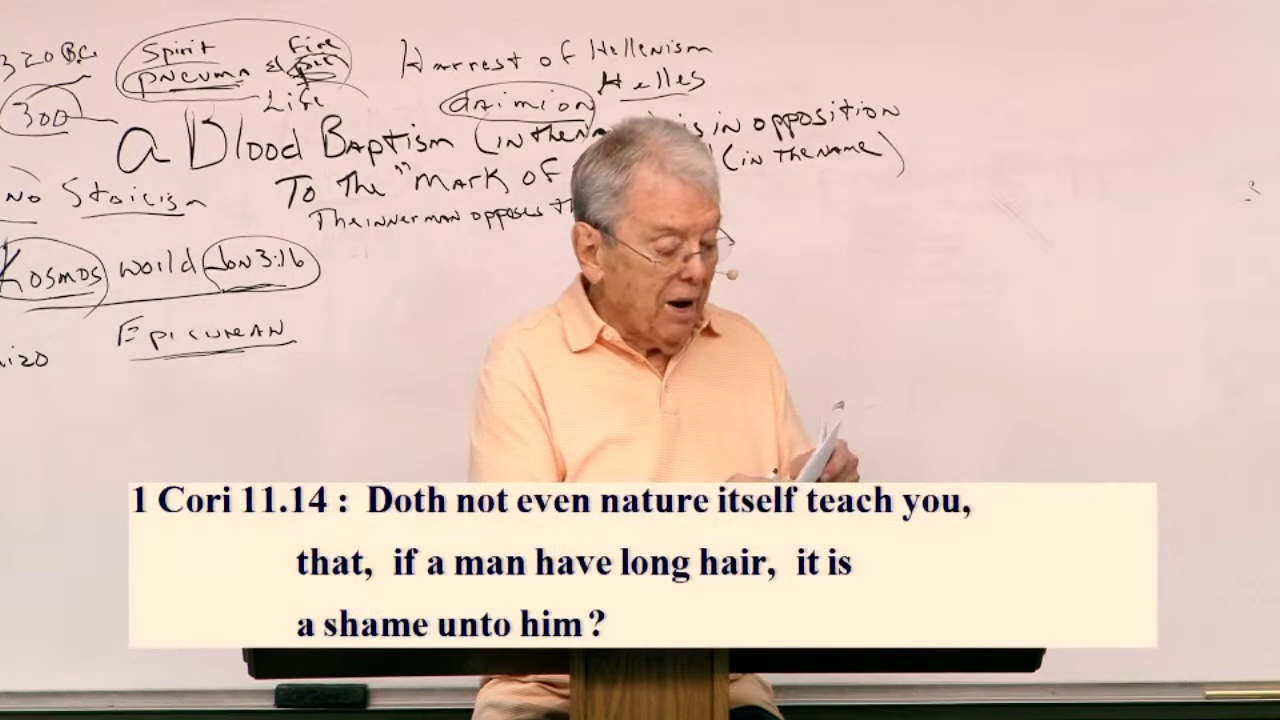 320 B.C.
300
Spirit
PNEUMA & Fire
Life
Harrest of Hellenism
Helles
daimion
a Blood Baptism (in the is in opposition
To The "MARK OF (in the name)
The inner man opposes
NO Stoicism
Kosmos world Jon 3:16
Epicurean
1 Cori 11.14 : Doth not even nature itself teach you,
that, if a man have long hair, it is
a shame unto him ?